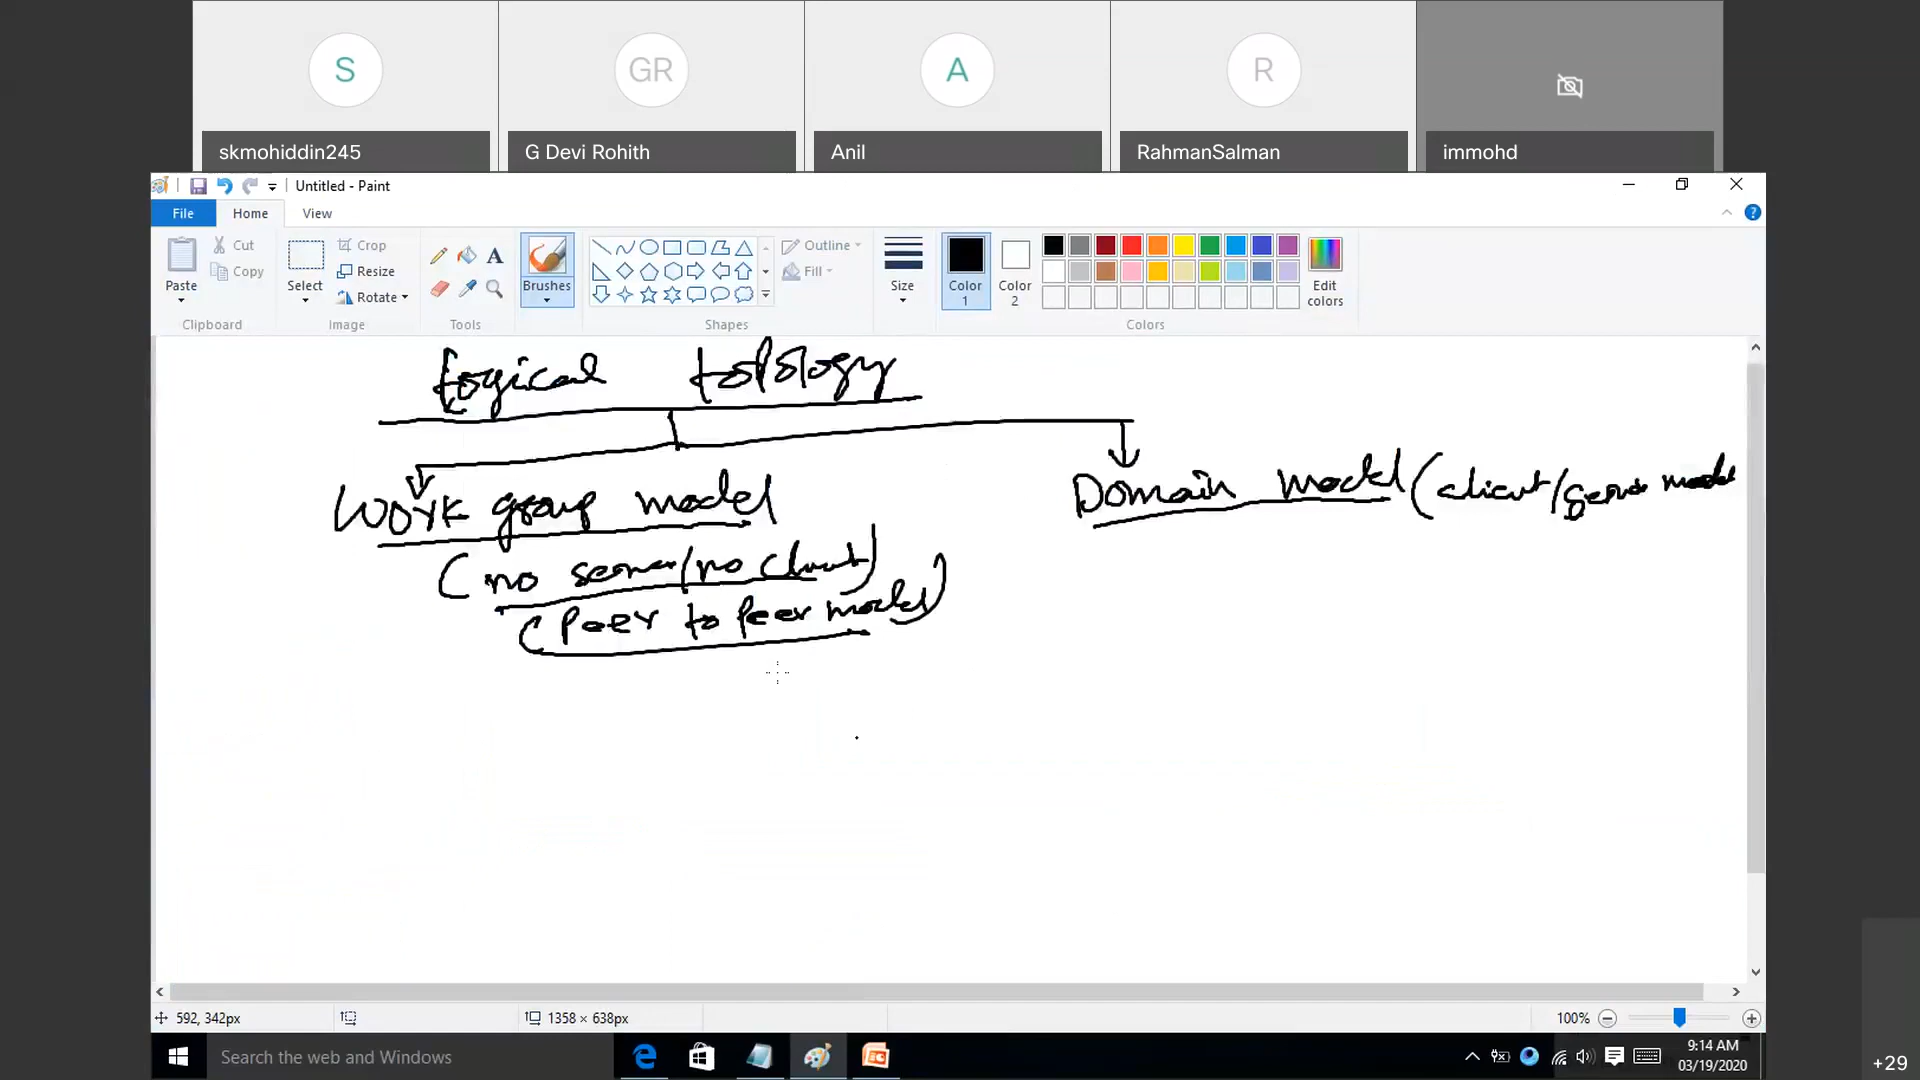 S
GR
A
R
skmohiddin245
G Devi Rohith
Anil
RahmanSalman
immohd
Untitled - Paint
File Home View
Paste
Cut
Copy
Clipboard
Select
Crop
Resize
Rotate
Image
A
Tools
Brushes
Outline
Fill
Shapes
Size
Color 1
Color 2
Edit colors
Colors
Logical topology
Work group model
Domain model (client/server model
(no server/no client)
(Peer to Peer model)
592, 342px
1358 × 638px
100%
Search the web and Windows
9:14 AM
03/19/2020
+29